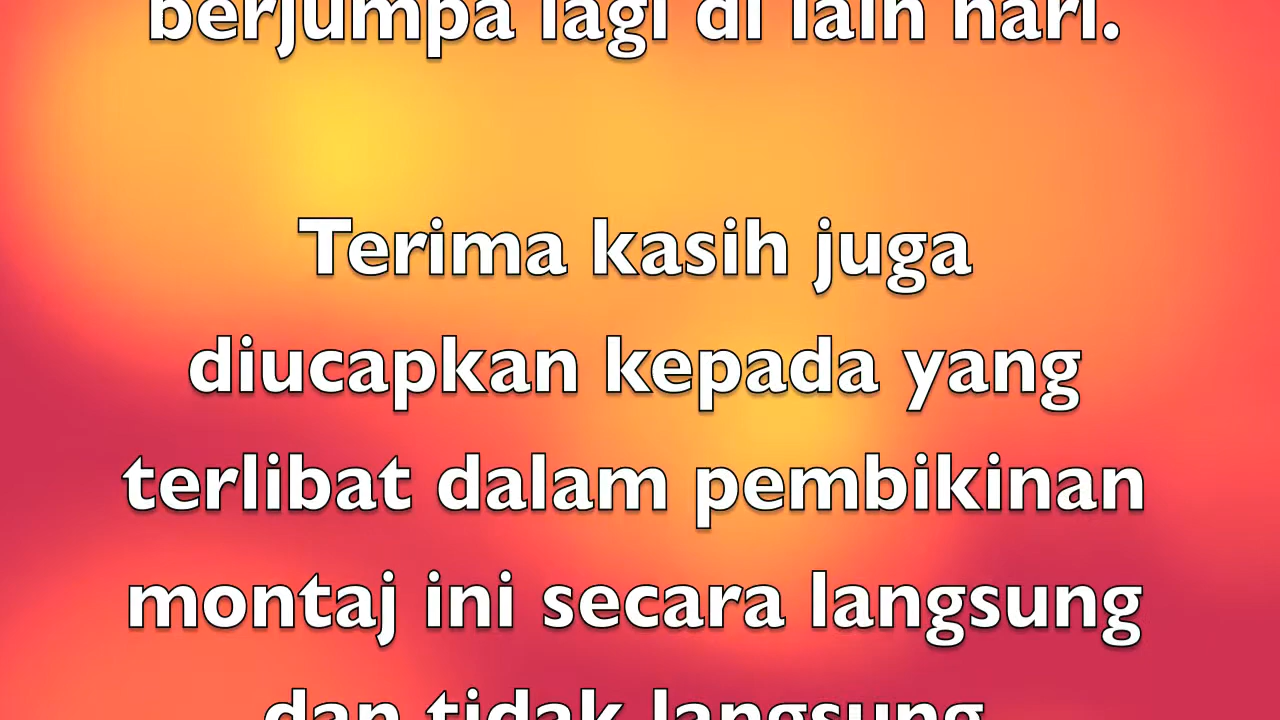 berjumpa lagi di lain hari.
Terima kasih juga
diucapkan kepada yang
terlibat dalam pembikinan
montaj ini secara langsung
dan tidak langsung